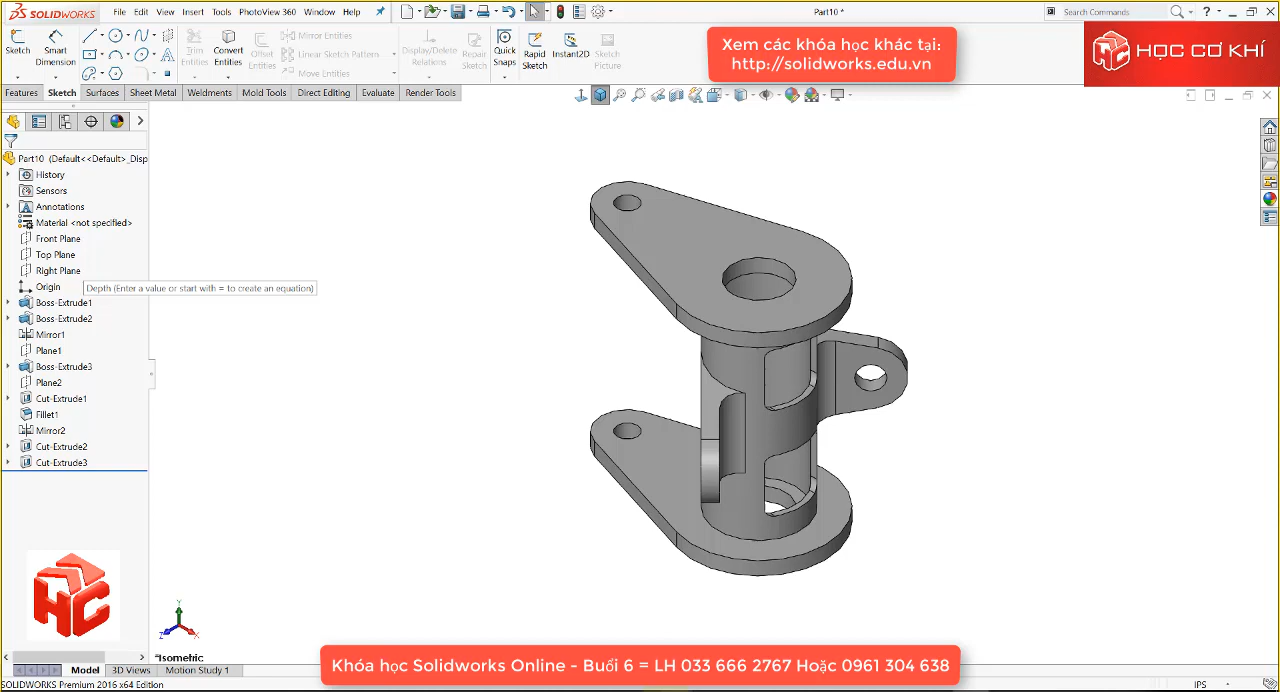 SOLIDWORKS
File Edit View Insert Tools PhotoView 360 Window Help
Part10 *
Search Commands
Sketch
Smart Dimension
Trim Entities
Convert Entities
Offset Entities
Mirror Entities
Linear Sketch Pattern
Move Entities
Display/Delete Relations
Repair Sketch
Quick Snaps
Rapid Sketch
Instant2D
Sketch Picture
Xem các khóa học khác tại:
http://solidworks.edu.vn
HỌC CƠ KHÍ
Features Sketch Surfaces Sheet Metal Weldments Mold Tools Direct Editing Evaluate Render Tools
Part10 (Default<<Default>_Disp
History
Sensors
Annotations
Material <not specified>
Front Plane
Top Plane
Right Plane
Origin
Depth (Enter a value or start with = to create an equation)
Boss-Extrude1
Boss-Extrude2
Mirror1
Plane1
Boss-Extrude3
Plane2
Cut-Extrude1
Fillet1
Mirror2
Cut-Extrude2
Cut-Extrude3
HC
Y
Z X
*Isometric
Khóa học Solidworks Online - Buổi 6 = LH 033 666 2767 Hoặc 0961 304 638
Model 3D Views Motion Study 1
SOLIDWORKS Premium 2016 x64 Edition
IPS